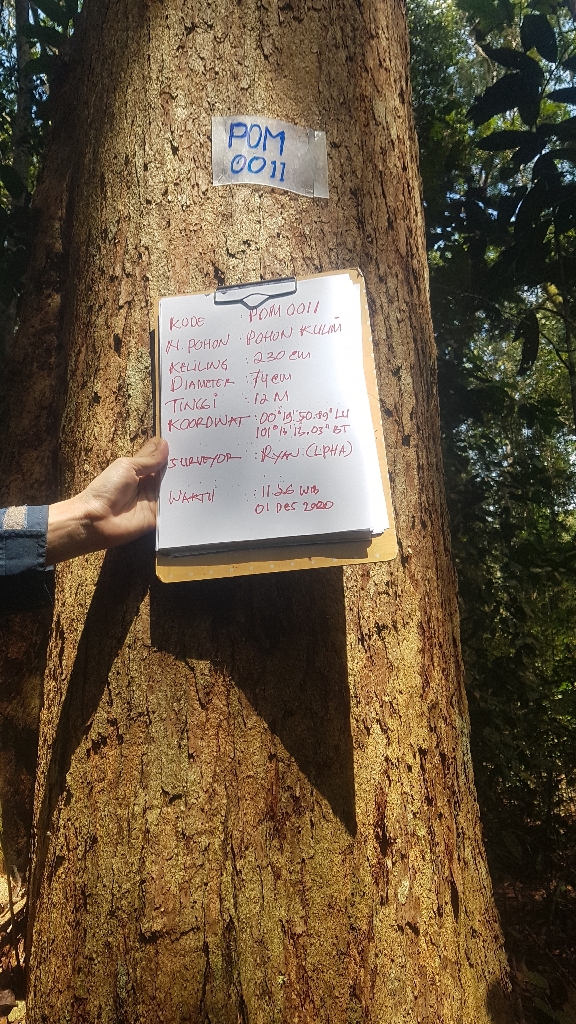 POM
0011
KODE : POM 0011
N. POHON : POHON KULIM
KELILING : 230 cm
DIAMETER : 74 cm
TINGGI : 12 M
KOORDINAT : 00° 19' 50.89" LU
101° 13' 13.03" BT
SURVEYOR : RYAN (LPHA)
WAKTU : 11.26 WIB
01 DES 2020